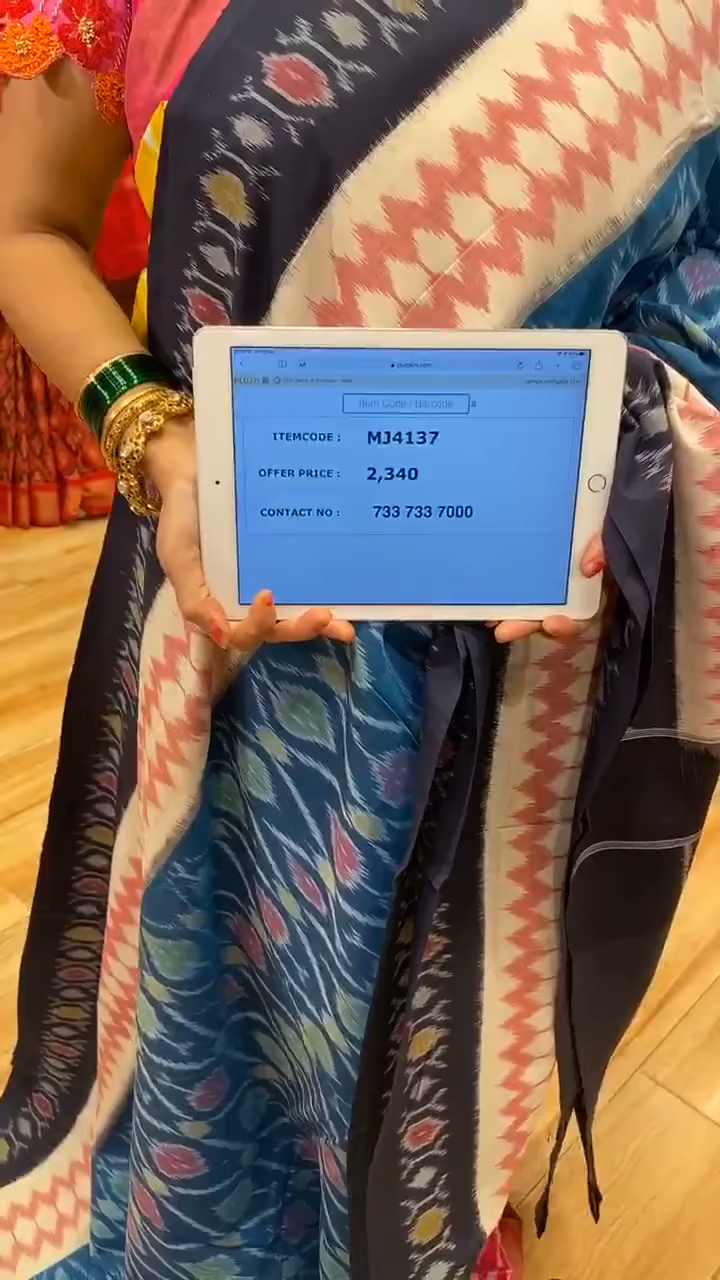 Item Code - Barcode
ITEMCODE : MJ4137
OFFER PRICE : 2,340
CONTACT NO : 733 733 7000